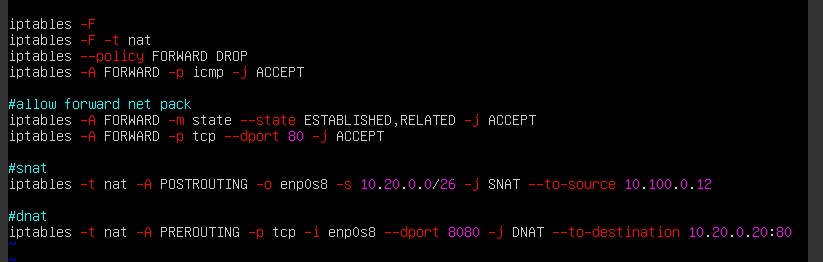 iptables -F
iptables -F -t nat
iptables --policy FORWARD DROP
iptables -A FORWARD -p icmp -j ACCEPT
#allow forward net pack
iptables -A FORWARD -m state --state ESTABLISHED,RELATED -j ACCEPT
iptables -A FORWARD -p tcp --dport 80 -j ACCEPT
#snat
iptables -t nat -A POSTROUTING -o enp0s8 -s 10.20.0.0/26 -j SNAT --to-source 10.100.0.12
#dnat
iptables -t nat -A PREROUTING -p tcp -i enp0s8 --dport 8080 -j DNAT --to-destination 10.20.0.20:80
~
~